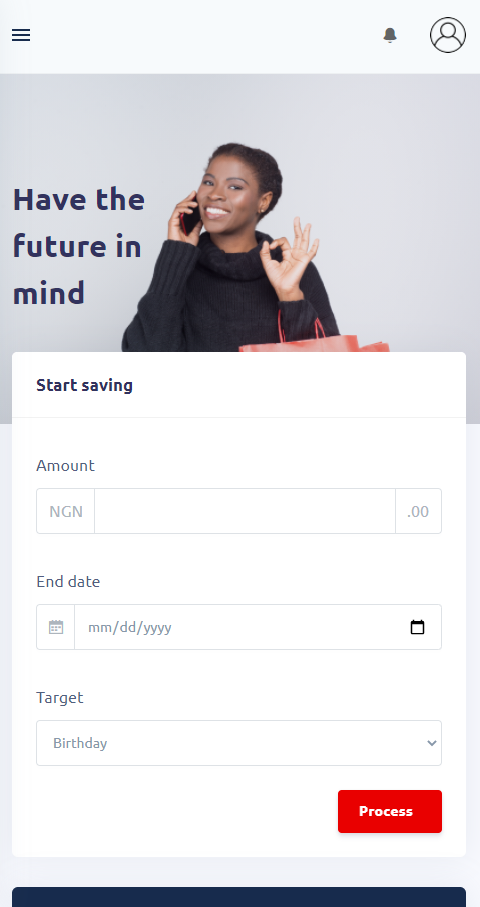 Have the
future in
mind
Start saving
Amount
NGN .00
End date
mm/dd/yyyy
Target
Birthday
Process